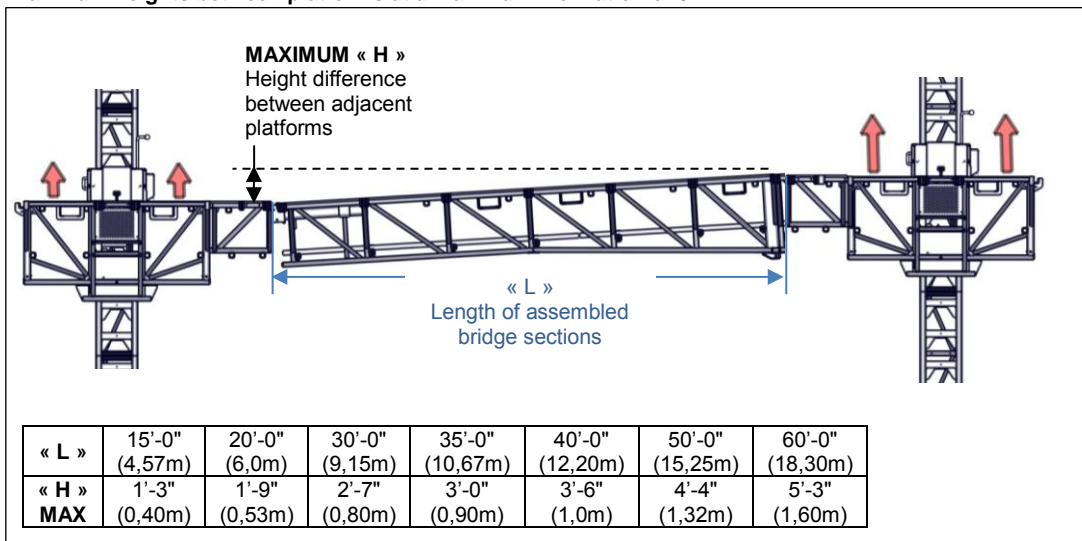 MAXIMUM « H »
Height difference
between adjacent
platforms
« L »
Length of assembled
bridge sections
« L » 15’-0" (4,57m) 20’-0" (6,0m) 30’-0" (9,15m) 35’-0" (10,67m) 40’-0" (12,20m) 50’-0" (15,25m) 60’-0" (18,30m)
« H » MAX 1’-3" (0,40m) 1’-9" (0,53m) 2’-7" (0,80m) 3’-0" (0,90m) 3’-6" (1,0m) 4’-4" (1,32m) 5’-3" (1,60m)